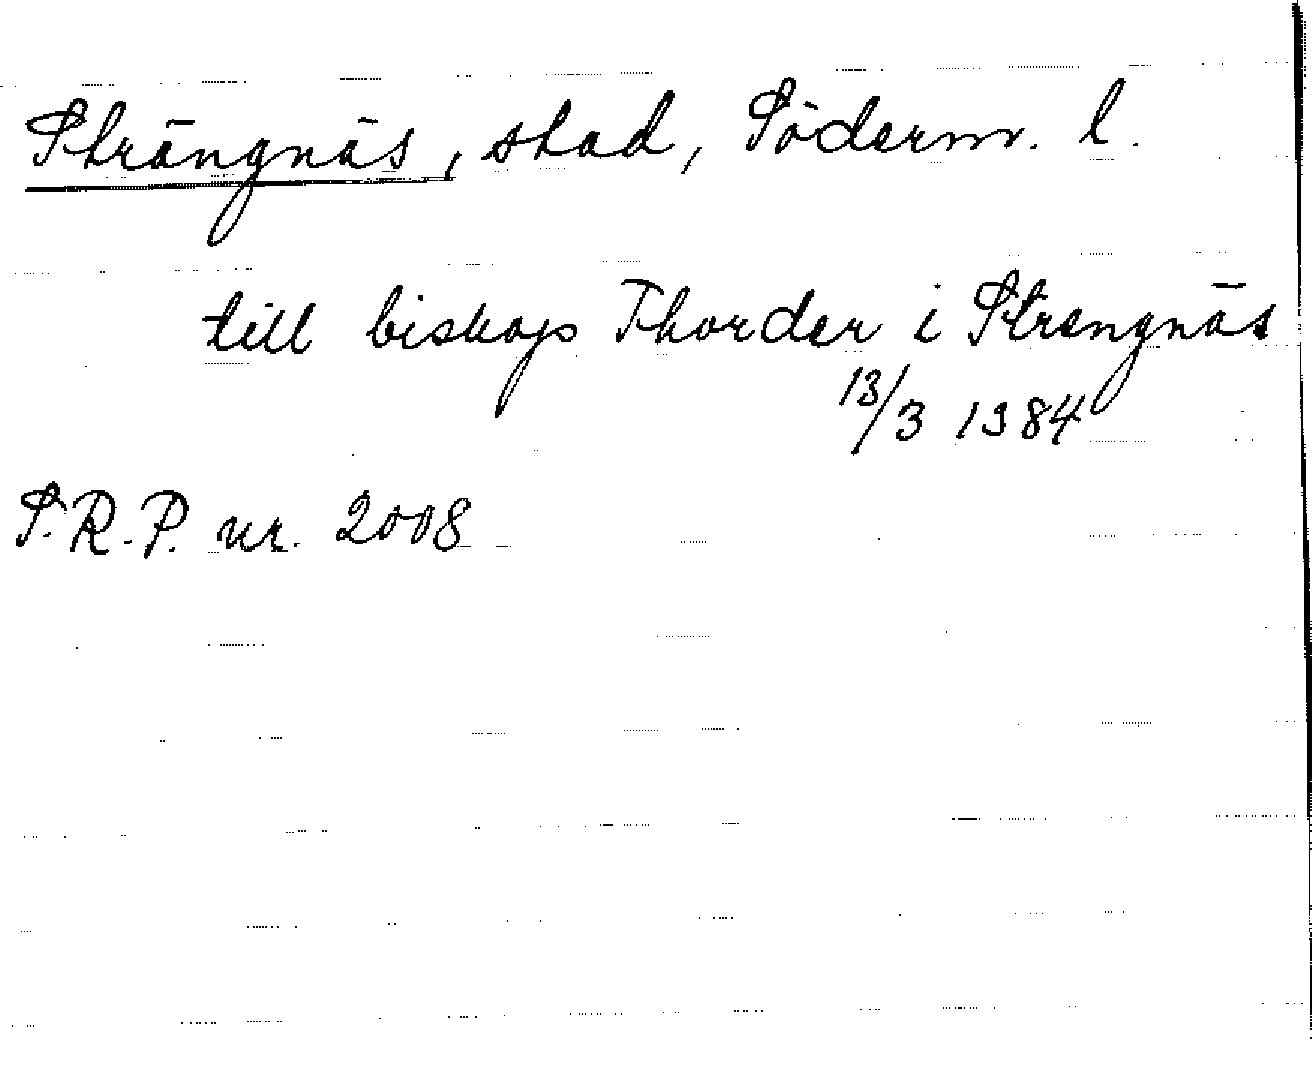 Strängnäs, stad, Söderm. l.
till biskop Thorder i Strengnäs
13/3 1384
S.R.P. nr. 2008